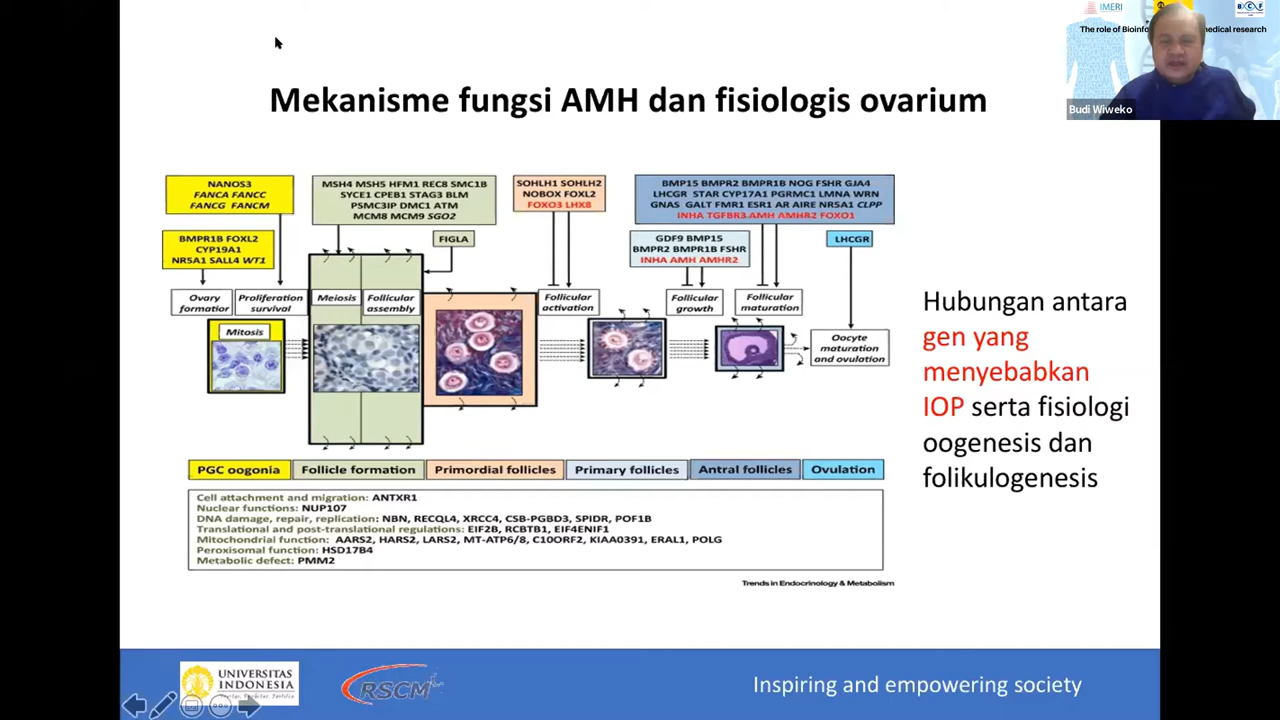 IMERI
B C F
The role of Bioinfo
medical research
Budi Wiweko
Mekanisme fungsi AMH dan fisiologis ovarium
NANOS3
FANCA FANCC
FANCG FANCM
MSH4 MSH5 HFM1 REC8 SMC1B
SYCE1 CPEB1 STAG3 BLM
PSMC3IP DMC1 ATM
MCM8 MCM9 SGO2
SOHLH1 SOHLH2
NOBOX FOXL2
FOXO3 LHX8
BMP15 BMPR2 BMPR1B NOG FSHR GJA4
LHCGR STAR CYP17A1 PGRMC1 LMNA WRN
GNAS GALT FMR1 ESR1 AR AIRE NR5A1 CLPP
INHA TGFBR3 AMH AMHR2 FOXO1
BMPR1B FOXL2
CYP19A1
NR5A1 SALL4 WT1
FIGLA
GDF9 BMP15
BMPR2 BMPR1B FSHR
INHA AMH AMHR2
LHCGR
Ovary
formation
Proliferation
survival
Meiosis
Follicular
assembly
Follicular
activation
Follicular
growth
Follicular
maturation
Mitosis
Oocyte
maturation
and ovulation
Hubungan antara
gen yang
menyebabkan
IOP serta fisiologi
oogenesis dan
folikulogenesis
PGC oogonia
Follicle formation
Primordial follicles
Primary follicles
Antral follicles
Ovulation
Cell attachment and migration: ANTXR1
Nuclear functions: NUP107
DNA damage, repair, replication: NBN, RECQL4, XRCC4, CSB-PGBD3, SPIDR, POF1B
Translational and post-translational regulations: EIF2B, RCBTB1, EIF4ENIF1
Mitochondrial function: AARS2, HARS2, LARS2, MT-ATP6/8, C10ORF2, KIAA0391, ERAL1, POLG
Peroxisomal function: HSD17B4
Metabolic defect: PMM2
Trends in Endocrinology & Metabolism
UNIVERSITAS
INDONESIA
RSCM
Inspiring and empowering society